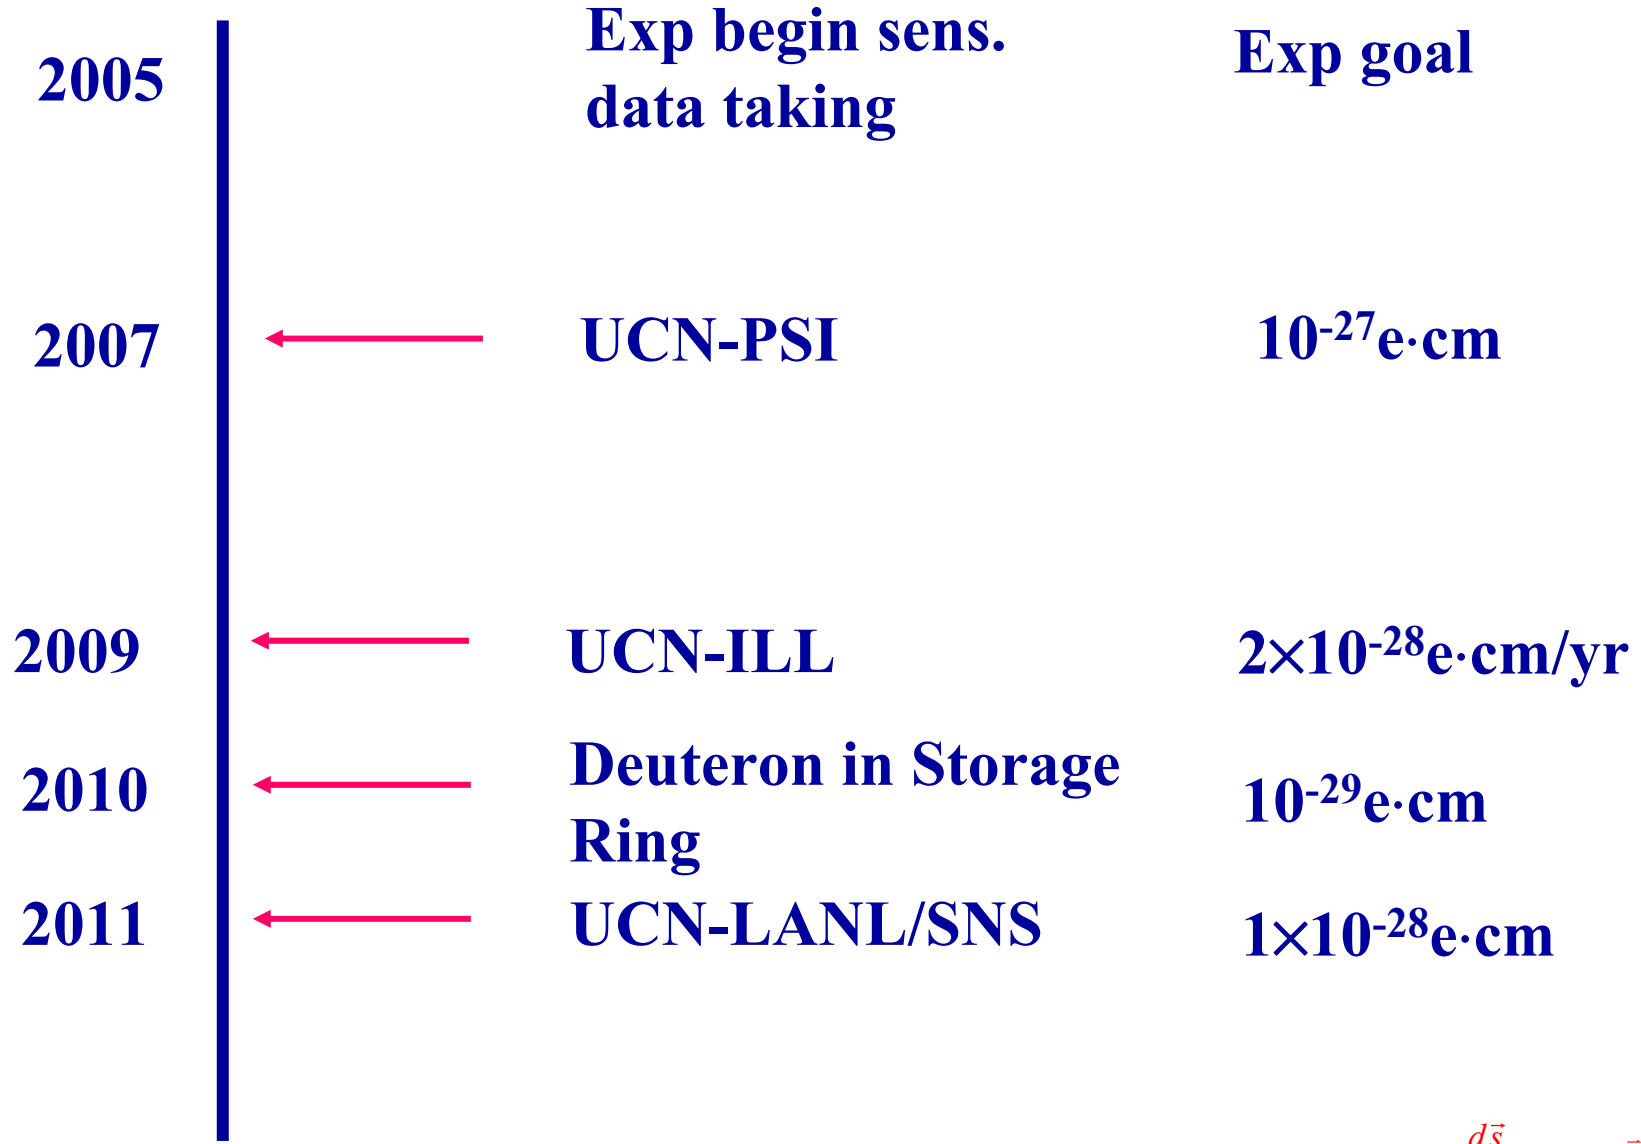 2005 Exp begin sens. Exp goal
data taking
2007 UCN-PSI 10⁻²⁷e·cm
2009 UCN-ILL 2×10⁻²⁸e·cm/yr
2010 Deuteron in Storage 10⁻²⁹e·cm
Ring
2011 UCN-LANL/SNS 1×10⁻²⁸e·cm